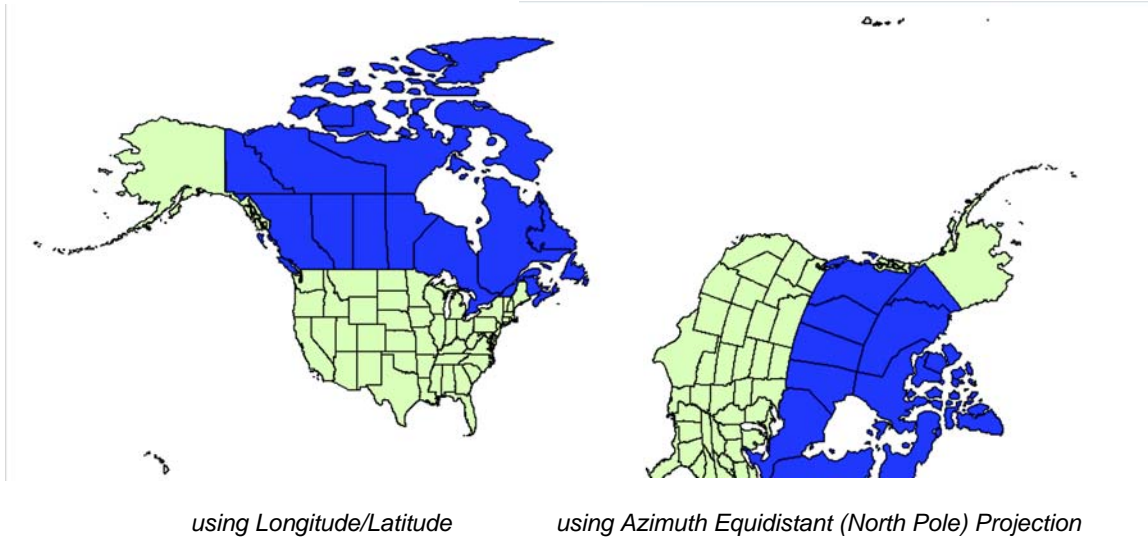 using Longitude/Latitude
using Azimuth Equidistant (North Pole) Projection